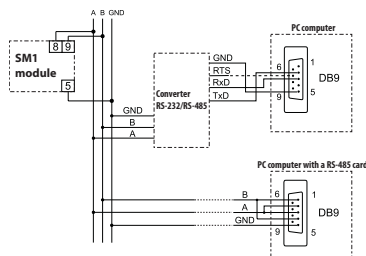 A B GND
PC computer
8 9
SM1
module
5
GND
RTS
RxD
TxD
6
1
9
5
DB9
Converter
RS-232/RS-485
GND
B
A
PC computer with a RS-485 card
B
A
GND
6
1
9
5
DB9